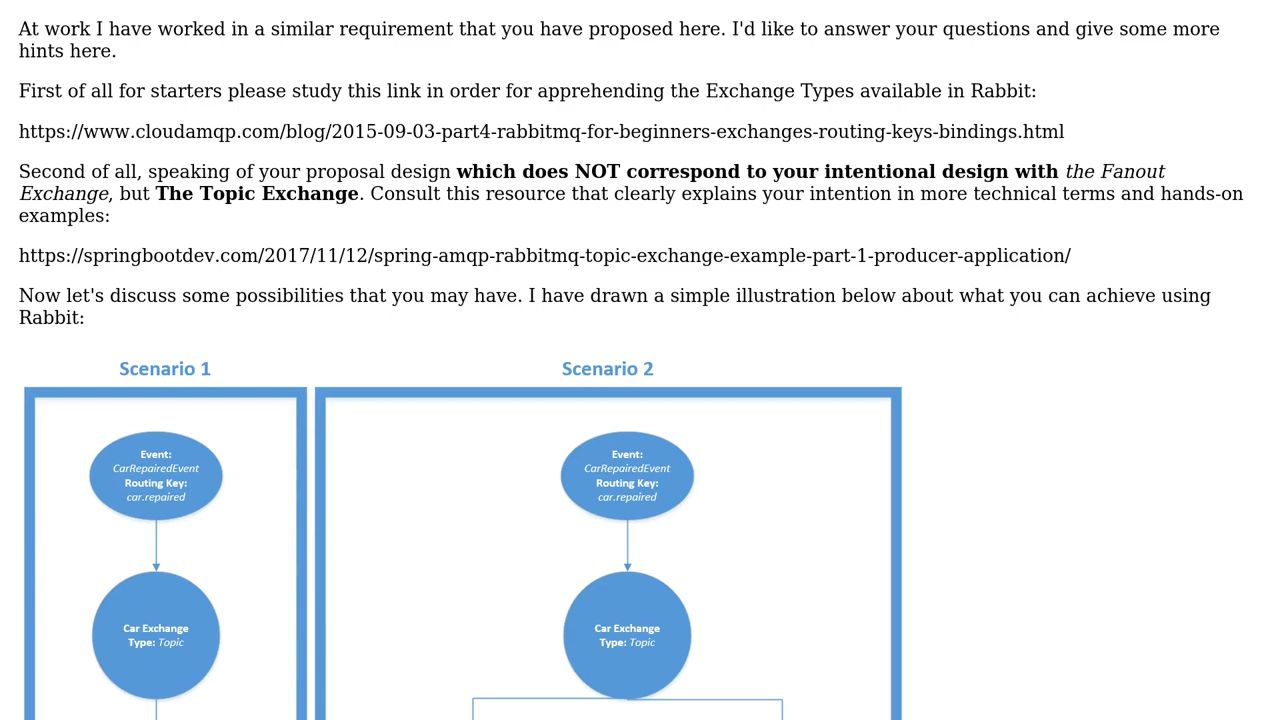 At work I have worked in a similar requirement that you have proposed here. I'd like to answer your questions and give some more
hints here.
First of all for starters please study this link in order for apprehending the Exchange Types available in Rabbit:
https://www.cloudamqp.com/blog/2015-09-03-part4-rabbitmq-for-beginners-exchanges-routing-keys-bindings.html
Second of all, speaking of your proposal design which does NOT correspond to your intentional design with the Fanout
Exchange, but The Topic Exchange. Consult this resource that clearly explains your intention in more technical terms and hands-on
examples:
https://springbootdev.com/2017/11/12/spring-amqp-rabbitmq-topic-exchange-example-part-1-producer-application/
Now let's discuss some possibilities that you may have. I have drawn a simple illustration below about what you can achieve using
Rabbit:
Scenario 1
Event:
CarRepairedEvent
Routing Key:
car.repaired
Car Exchange
Type: Topic
Scenario 2
Event:
CarRepairedEvent
Routing Key:
car.repaired
Car Exchange
Type: Topic